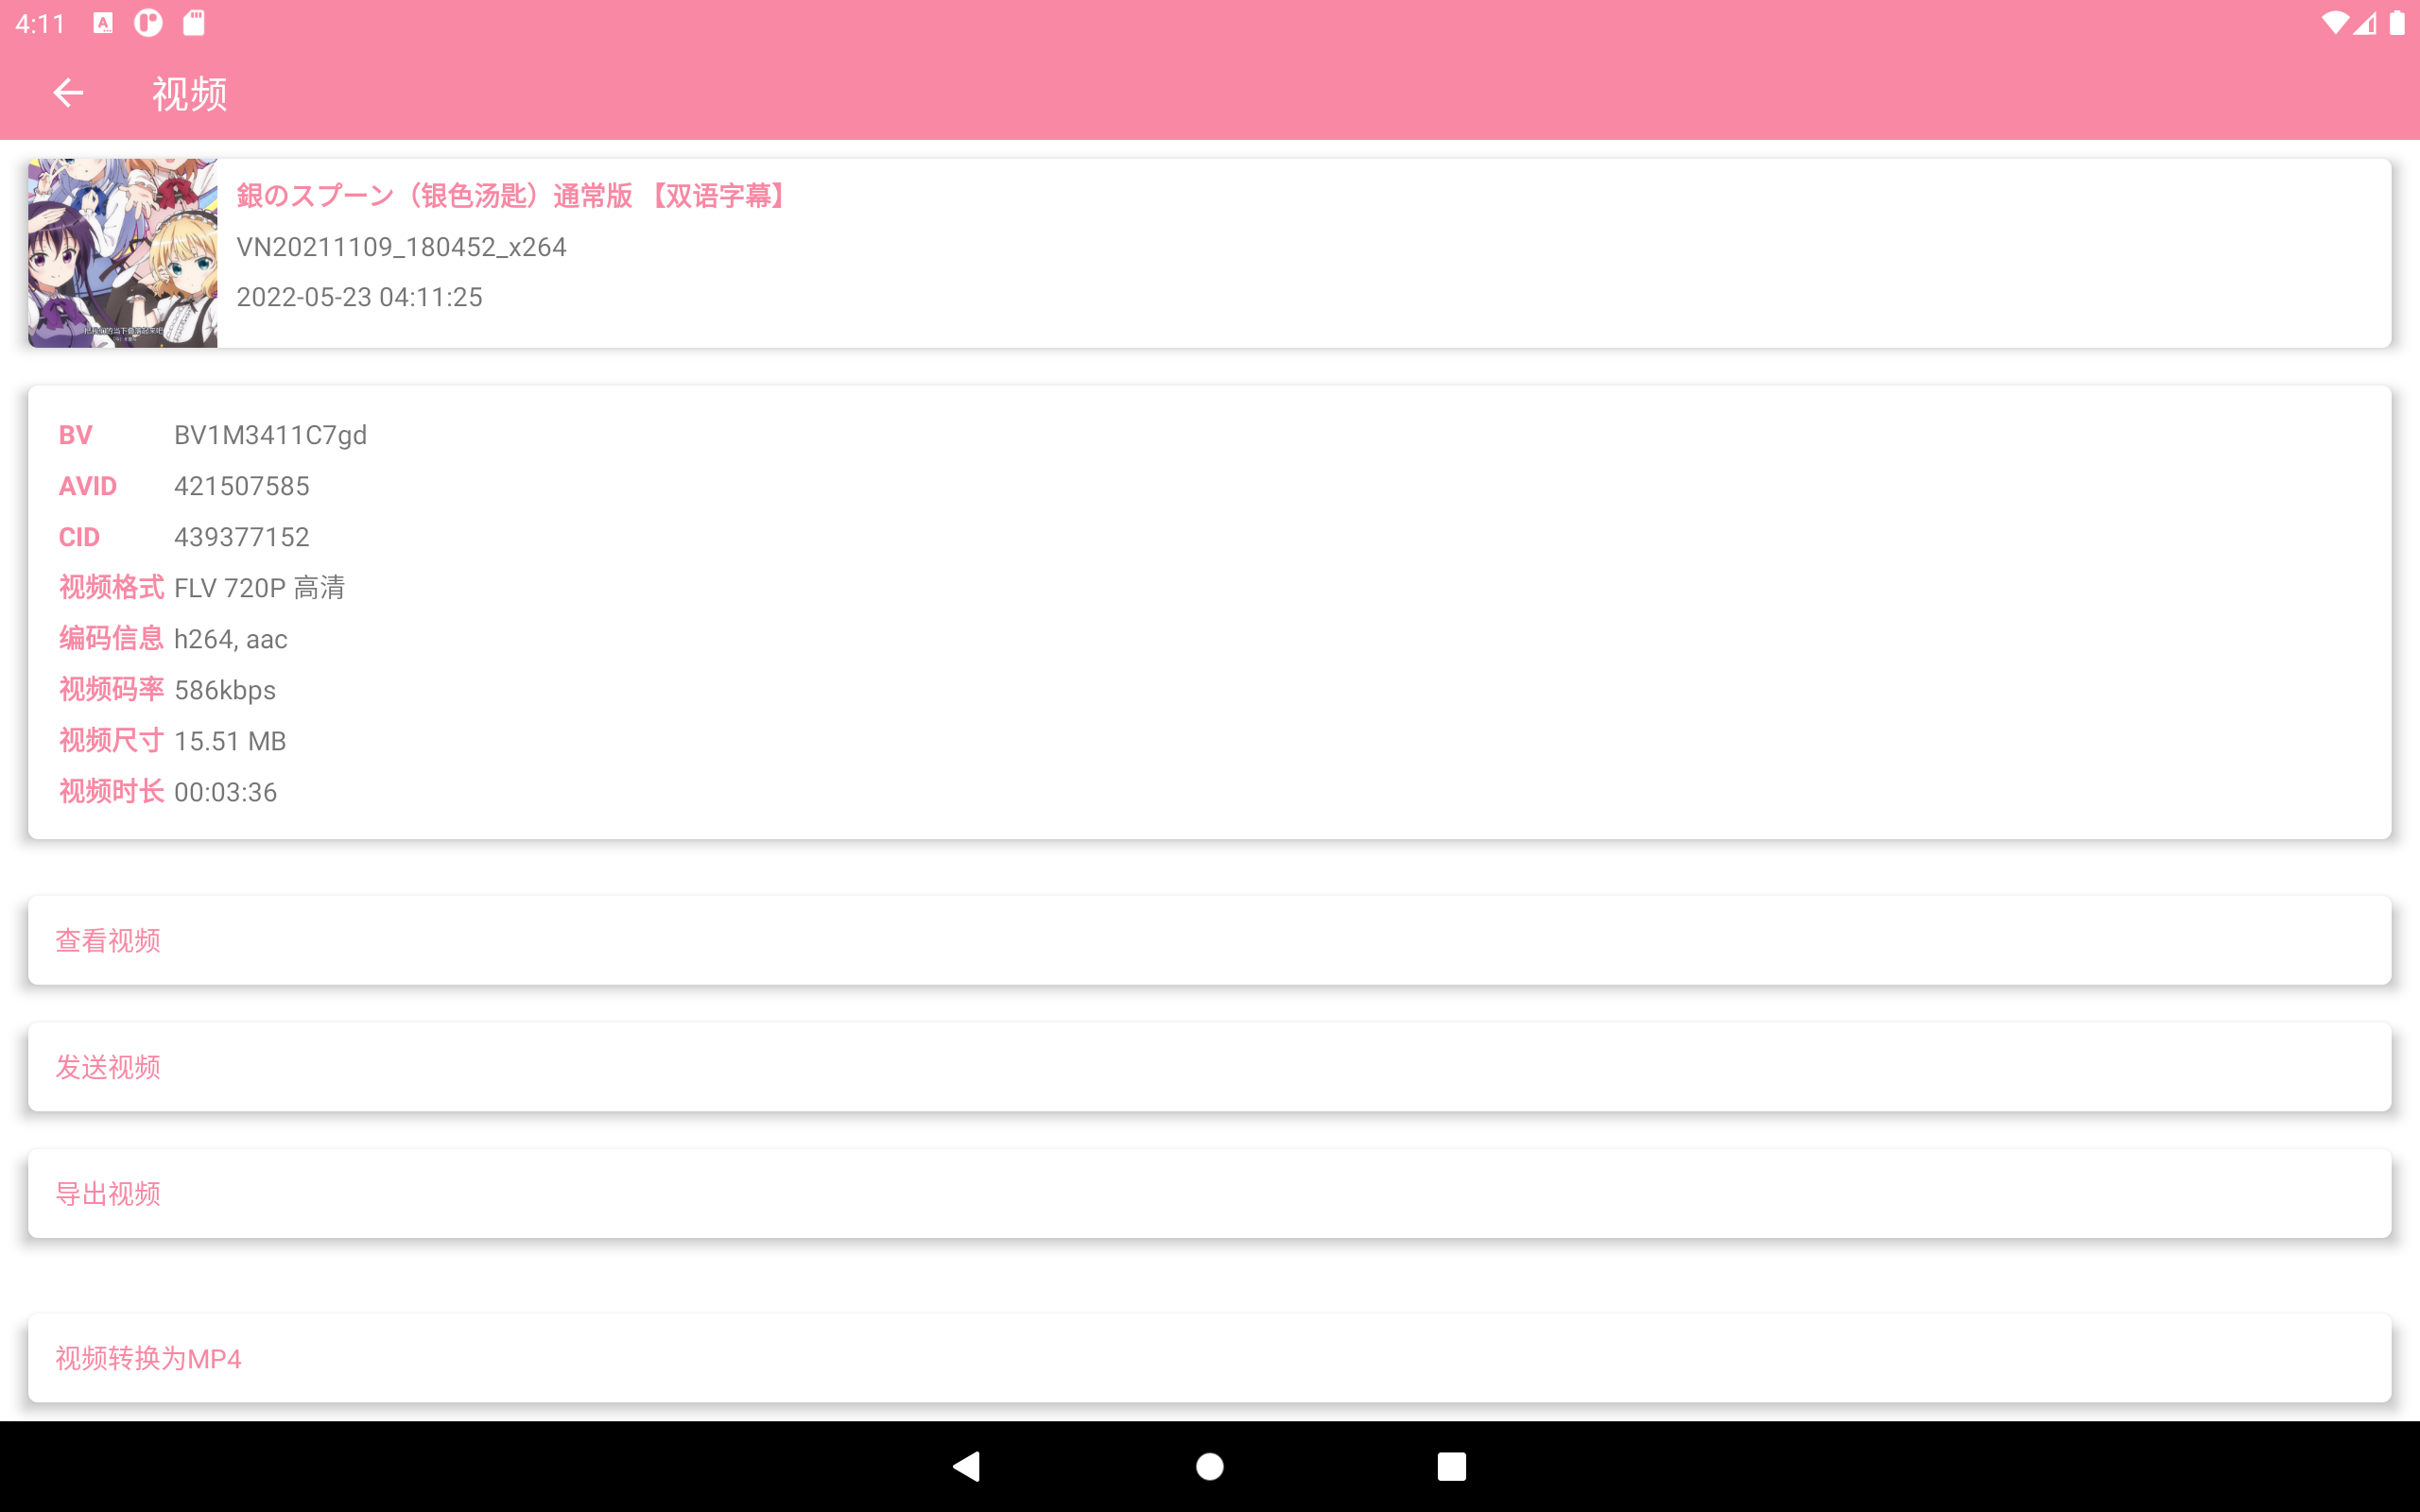 4:11
视频
銀のスプーン（银色汤匙）通常版 【双语字幕】
VN20211109_180452_x264
2022-05-23 04:11:25
BV BV1M3411C7gd
AVID 421507585
CID 439377152
视频格式 FLV 720P 高清
编码信息 h264, aac
视频码率 586kbps
视频尺寸 15.51 MB
视频时长 00:03:36
查看视频
发送视频
导出视频
视频转换为MP4